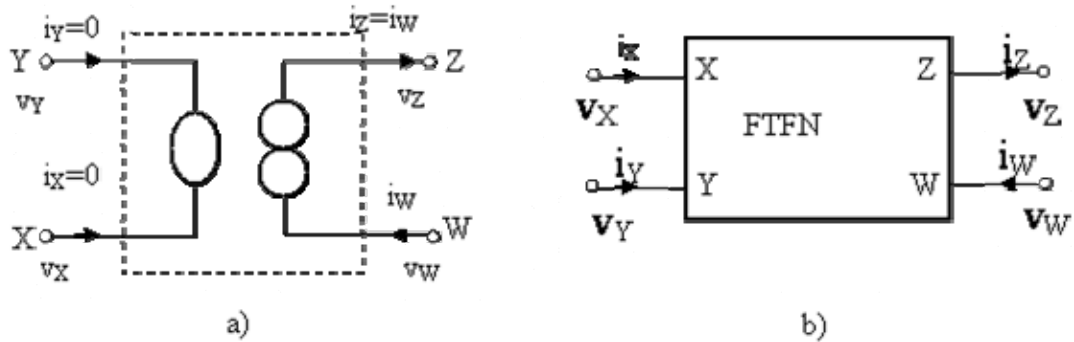 iY=0
iZ=iW
Y
Z
vY
vZ
iX=0
iW
X
W
vX
vW
a)
iX
iZ
X
Z
vX
vZ
FTFN
iY
iW
Y
W
vY
vW
b)